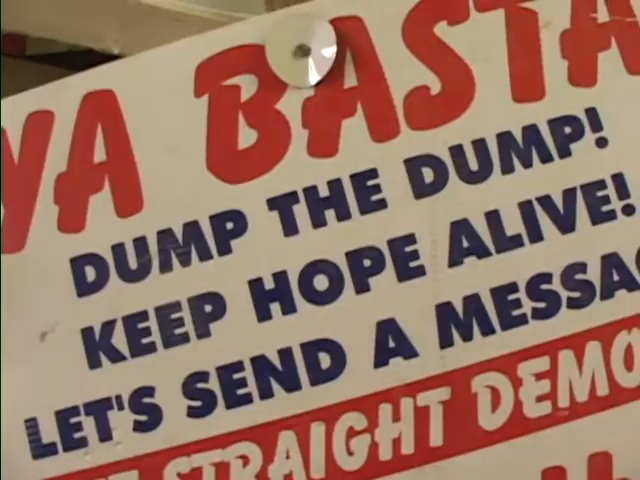 YA BASTA
DUMP THE DUMP!
KEEP HOPE ALIVE!
LET'S SEND A MESSA
STRAIGHT DEMO